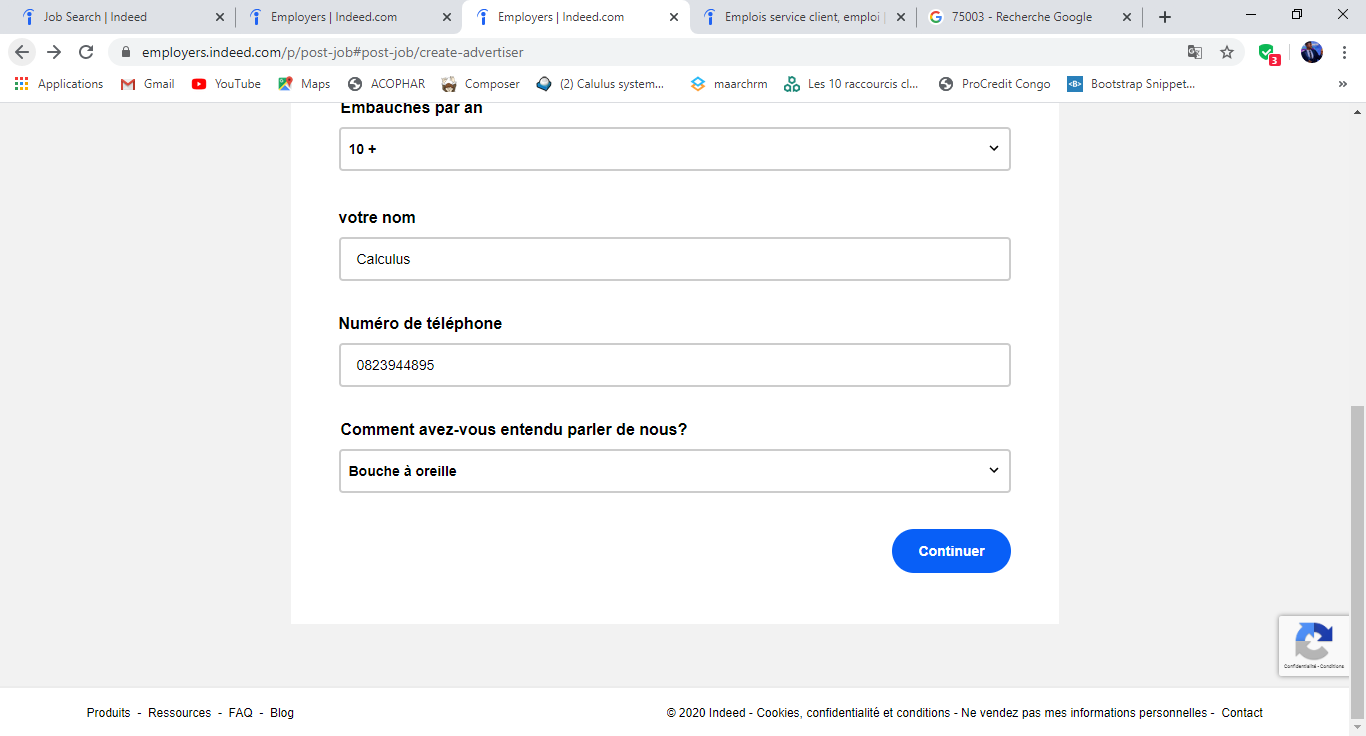 Job Search | Indeed
Employers | Indeed.com
Employers | Indeed.com
Emplois service client, emploi
75003 - Recherche Google
employers.indeed.com/p/post-job#post-job/create-advertiser
3
Applications
Gmail
YouTube
Maps
ACOPHAR
Composer
(2) Calulus system...
maarchrm
Les 10 raccourcis cl...
ProCredit Congo
Bootstrap Snippet...
»
Embauches par an
10 +
votre nom
Calculus
Numéro de téléphone
0823944895
Comment avez-vous entendu parler de nous?
Bouche à oreille
Continuer
Confidentialité - Conditions
Produits - Ressources - FAQ - Blog
© 2020 Indeed - Cookies, confidentialité et conditions - Ne vendez pas mes informations personnelles - Contact